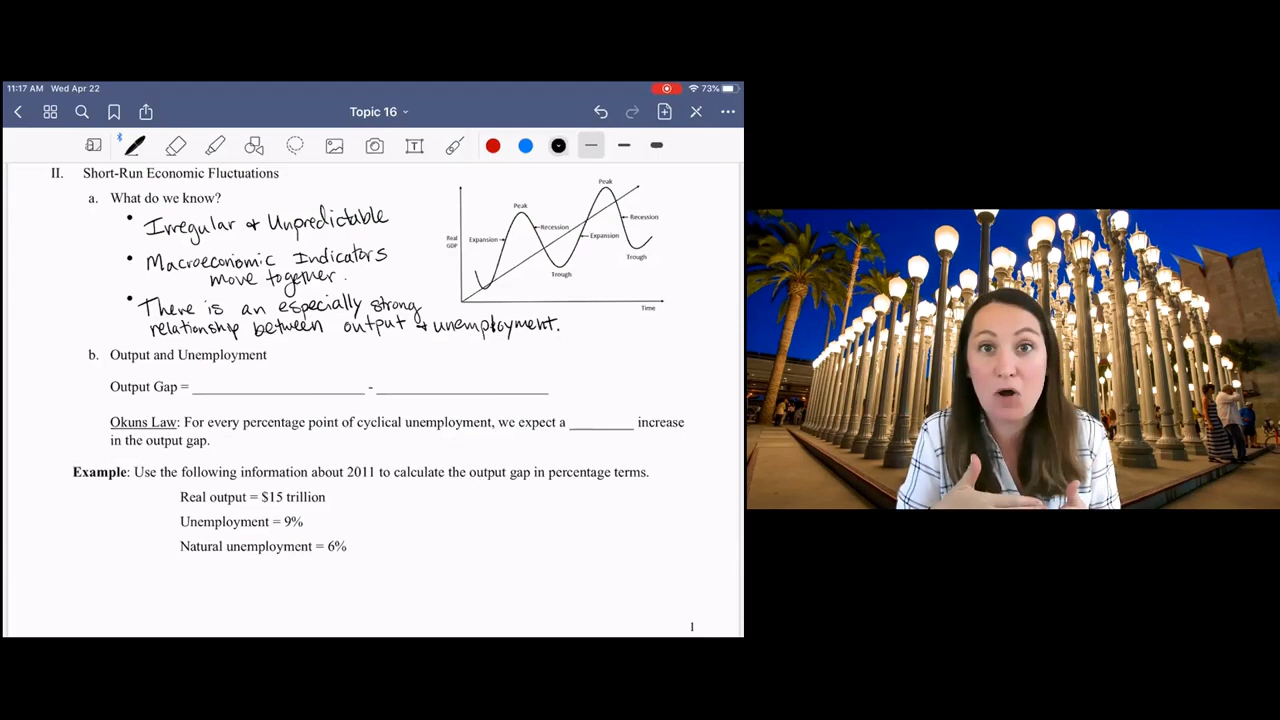 11:17 AM Wed Apr 22
73%
Topic 16
T
II. Short-Run Economic Fluctuations
a. What do we know?
• Irregular & Unpredictable
• Macroeconomic Indicators
move together.
• There is an especially strong
relationship between output & unemployment.
Real
GDP
Expansion
Peak
Recession
Trough
Expansion
Peak
Recession
Trough
Time
b. Output and Unemployment
Output Gap = ____________________ - ____________________
Okuns Law: For every percentage point of cyclical unemployment, we expect a ________ increase
in the output gap.
Example: Use the following information about 2011 to calculate the output gap in percentage terms.
Real output = $15 trillion
Unemployment = 9%
Natural unemployment = 6%
1